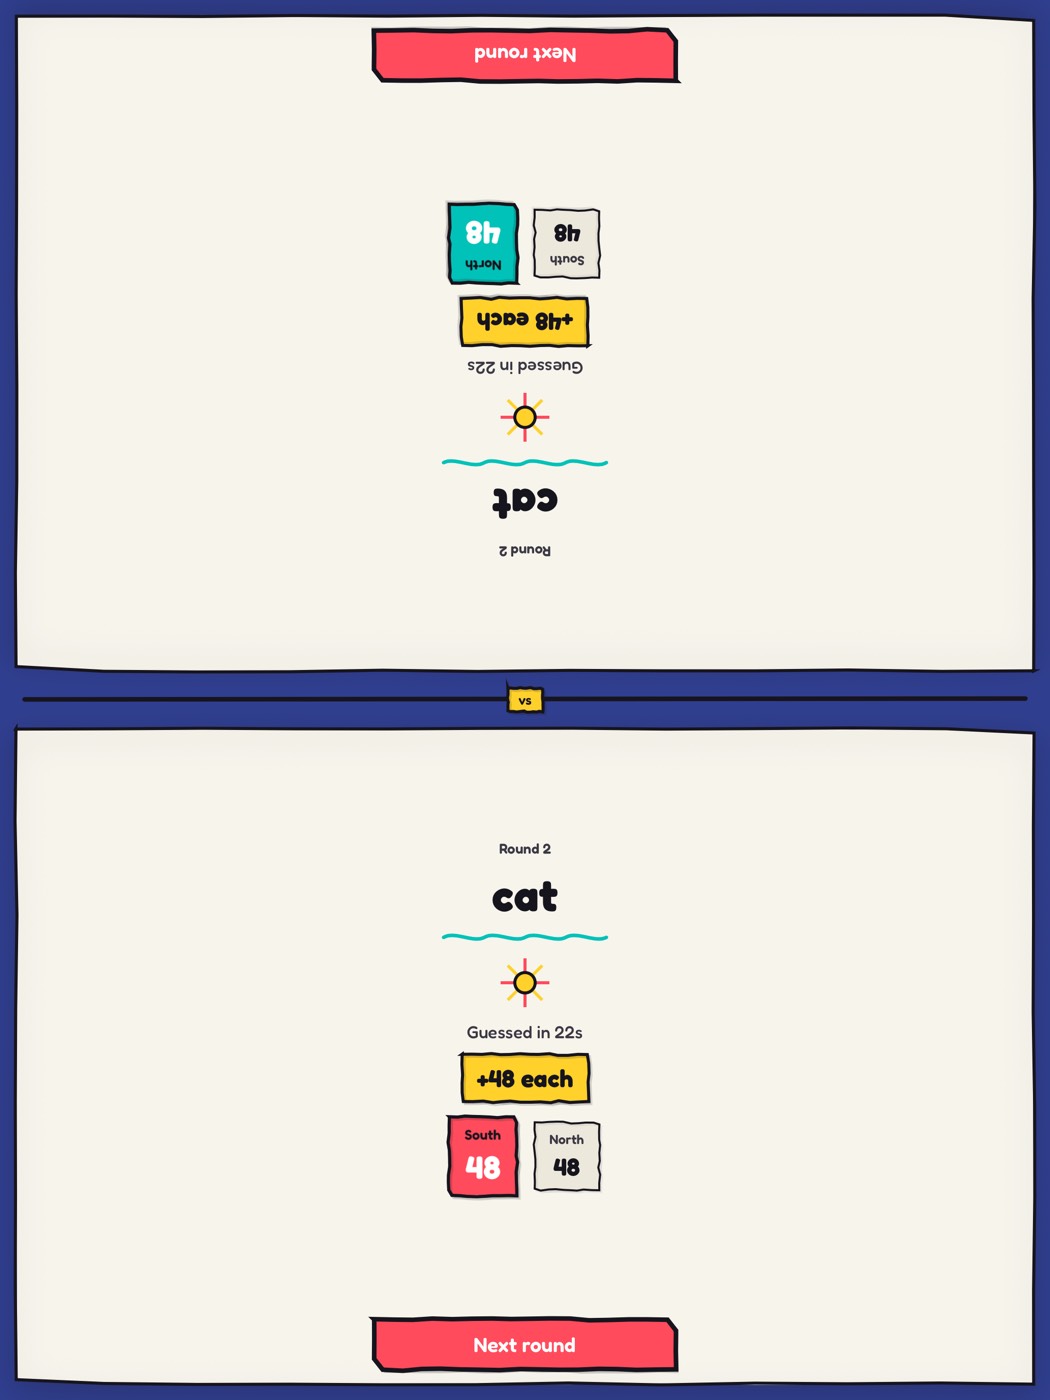 Next round
48
North
48
South
+48 each
Guessed in 22s
cat
Round 2
vs
Round 2
cat
Guessed in 22s
+48 each
South
48
North
48
Next round